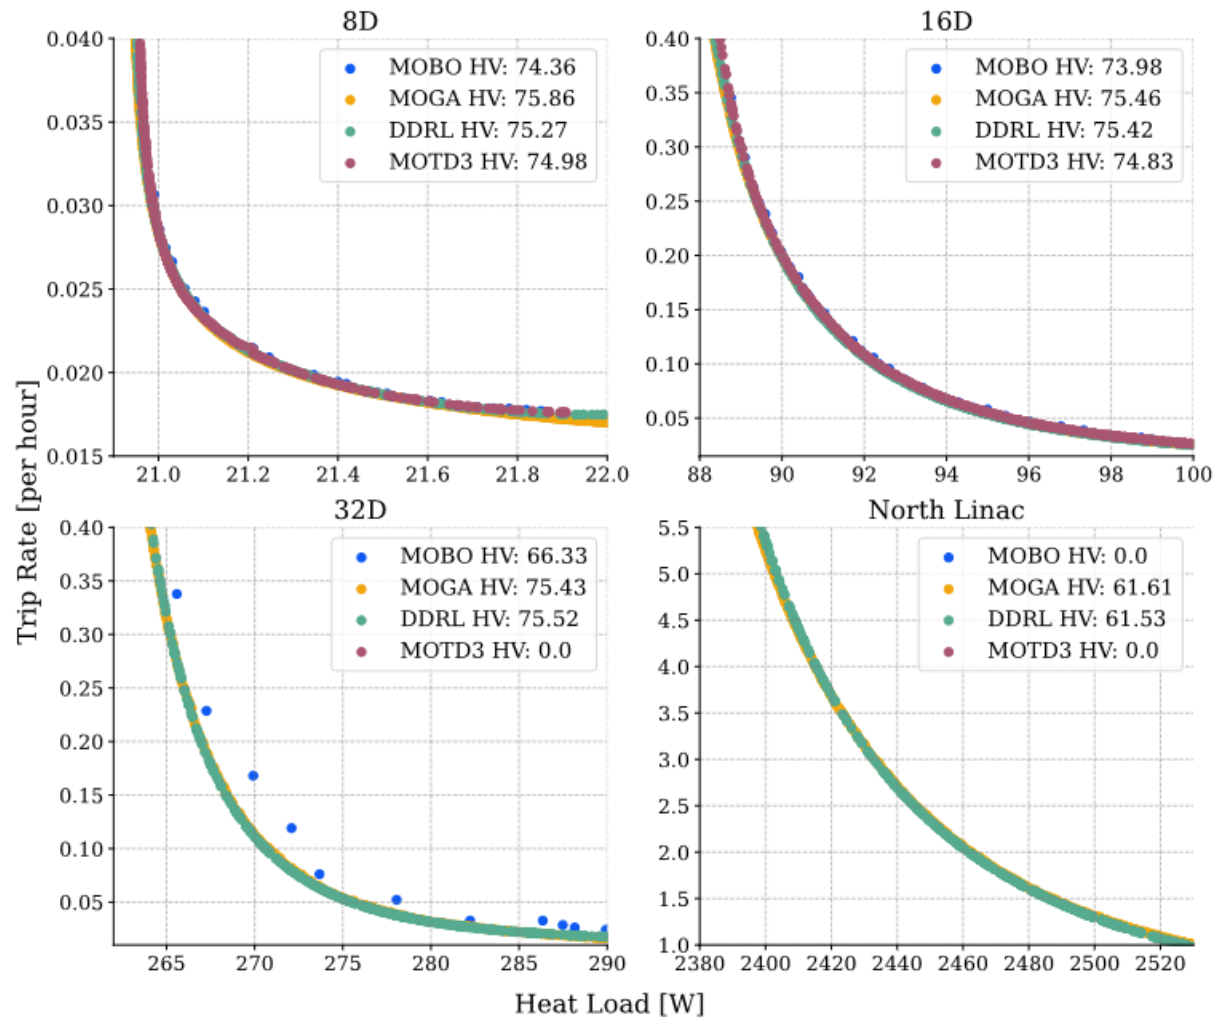 8D
0.040
0.035
0.030
0.025
0.020
0.015
21.0 21.2 21.4 21.6 21.8 22.0
MOBO HV: 74.36
MOGA HV: 75.86
DDRL HV: 75.27
MOTD3 HV: 74.98
16D
0.40
0.35
0.30
0.25
0.20
0.15
0.10
0.05
88 90 92 94 96 98 100
MOBO HV: 73.98
MOGA HV: 75.46
DDRL HV: 75.42
MOTD3 HV: 74.83
Trip Rate [per hour]
32D
0.40
0.35
0.30
0.25
0.20
0.15
0.10
0.05
265 270 275 280 285 290
MOBO HV: 66.33
MOGA HV: 75.43
DDRL HV: 75.52
MOTD3 HV: 0.0
North Linac
5.5
5.0
4.5
4.0
3.5
3.0
2.5
2.0
1.5
1.0
2380 2400 2420 2440 2460 2480 2500 2520
MOBO HV: 0.0
MOGA HV: 61.61
DDRL HV: 61.53
MOTD3 HV: 0.0
Heat Load [W]